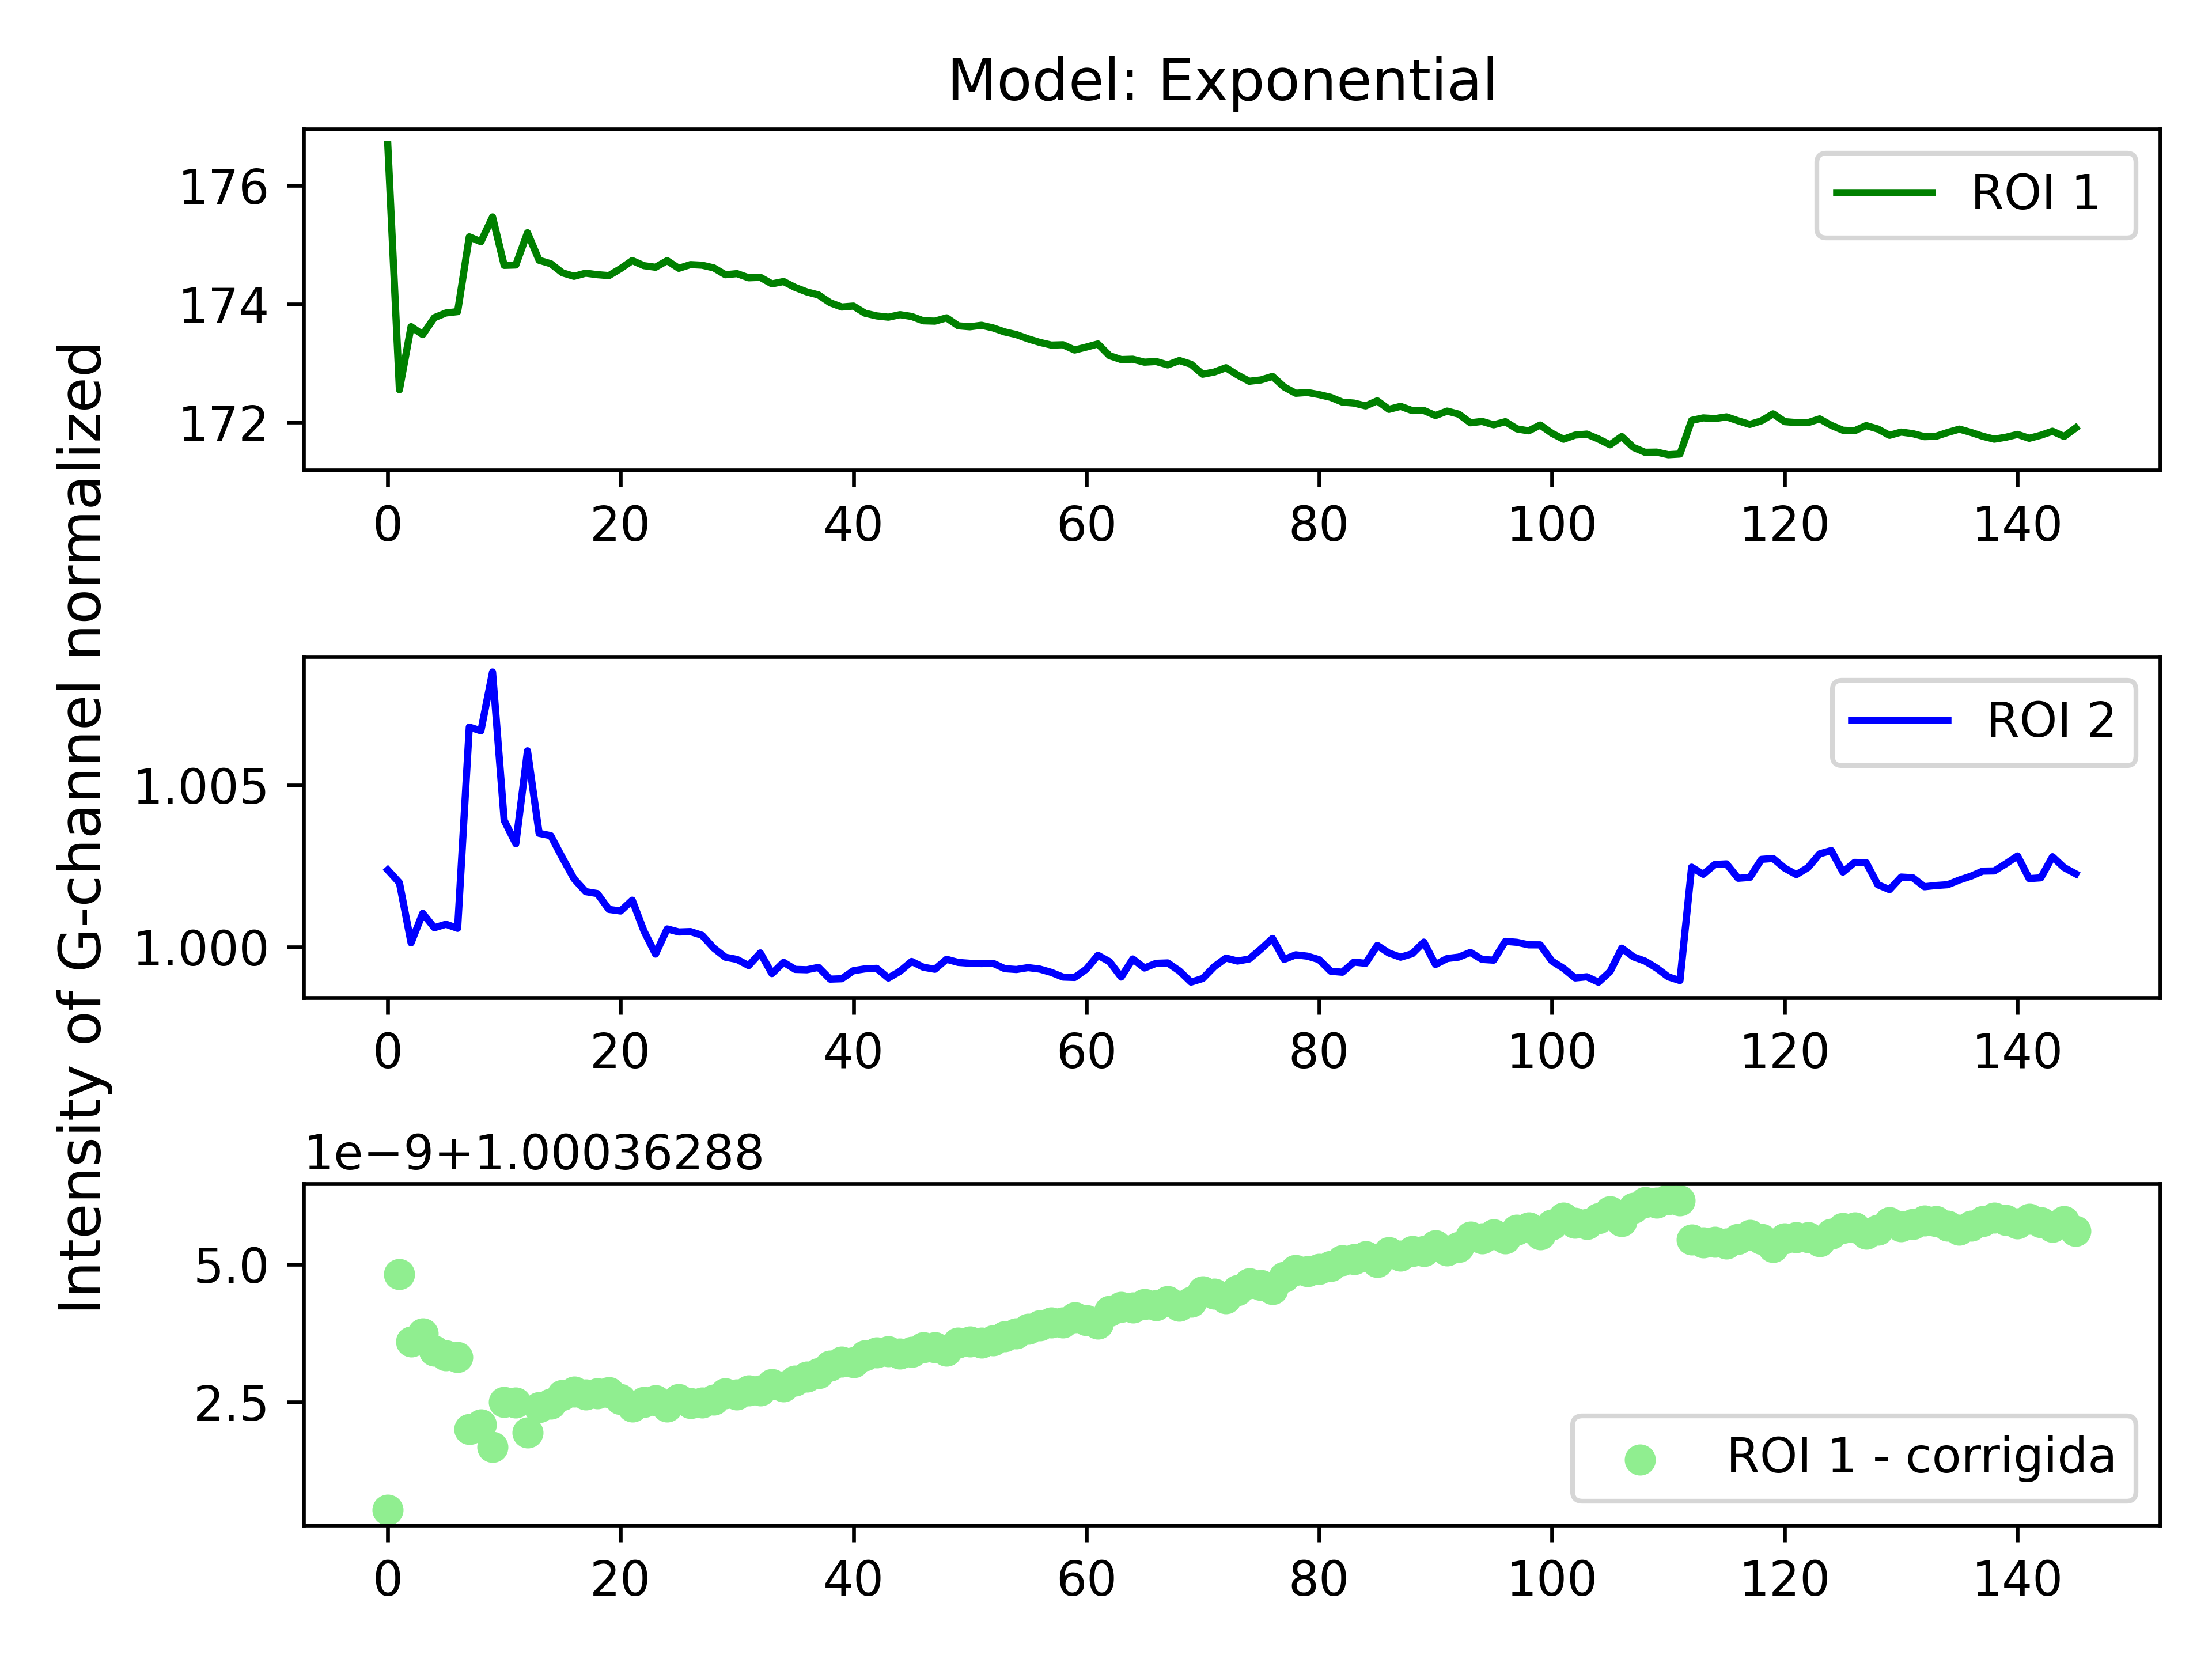 Model: Exponential
Intensity of G-channel normalized
176
174
172
ROI 1
0 20 40 60 80 100 120 140
1.005
1.000
ROI 2
0 20 40 60 80 100 120 140
1e−9+1.00036288
5.0
2.5
ROI 1 - corrigida
0 20 40 60 80 100 120 140